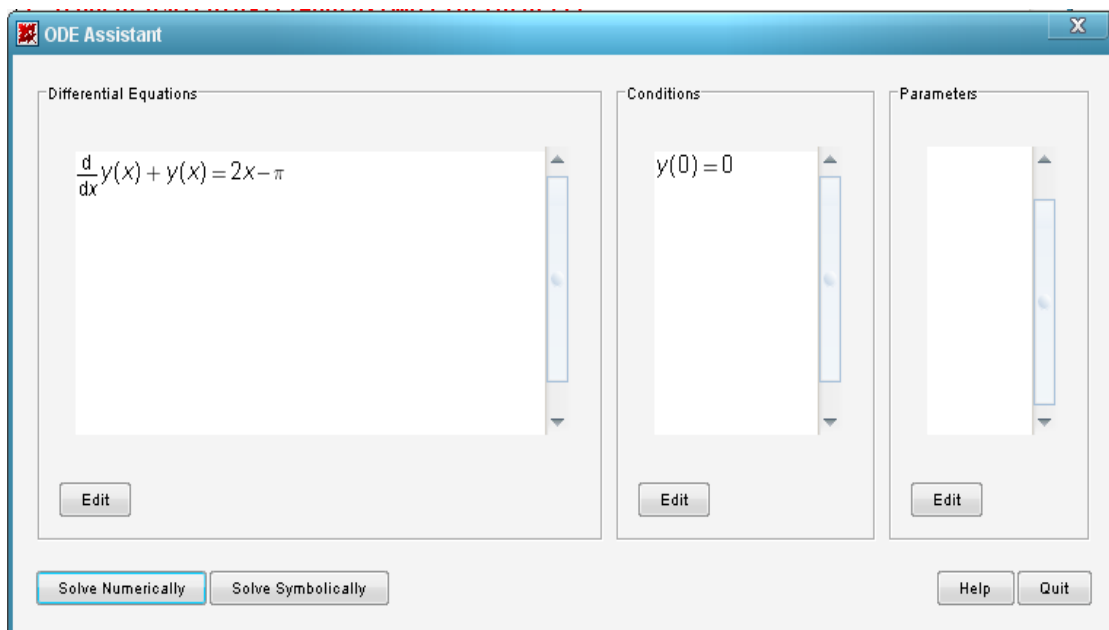 ODE Assistant
Differential Equations
Conditions
Parameters
d/dx y(x) + y(x) = 2x − π
y(0) = 0
Edit
Edit
Edit
Solve Numerically
Solve Symbolically
Help
Quit